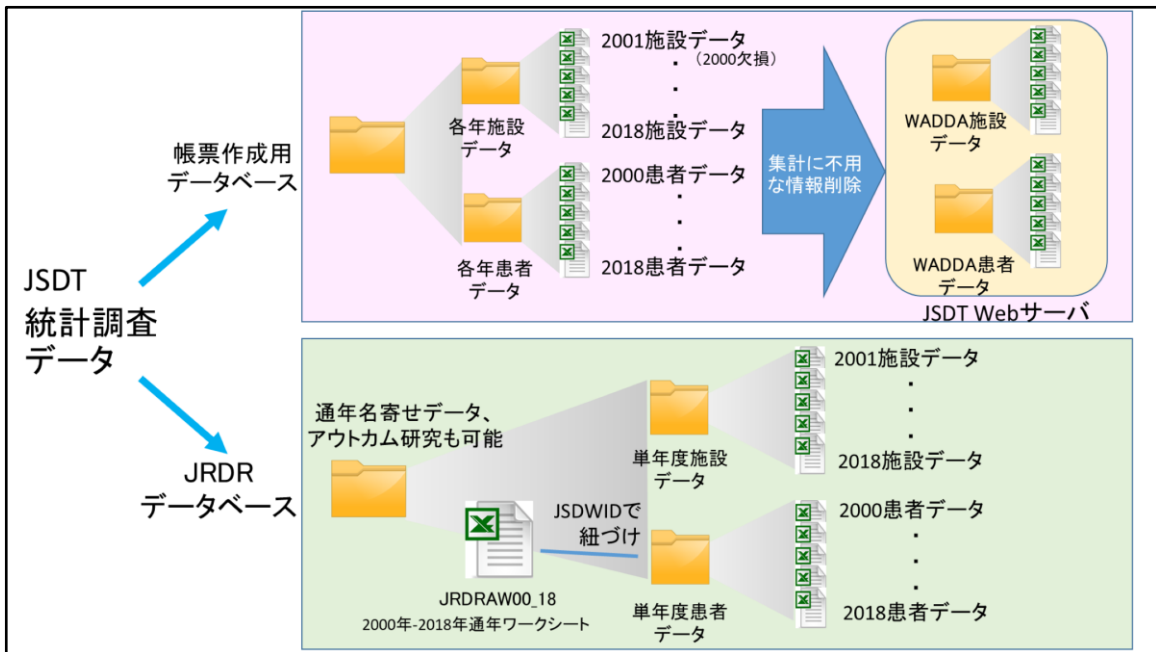 JSDT
統計調査
データ
帳票作成用
データベース
各年施設
データ
2001施設データ
(2000欠損)
・
・
・
2018施設データ
各年患者
データ
2000患者データ
・
・
・
2018患者データ
集計に不用
な情報削除
WADDA施設
データ
WADDA患者
データ
JSDT Webサーバ
JRDR
データベース
通年名寄せデータ、
アウトカム研究も可能
JRDRAW00_18
2000年-2018年通年ワークシート
JSDWIDで
紐づけ
単年度施設
データ
2001施設データ
・
・
・
2018施設データ
単年度患者
データ
2000患者データ
・
・
・
2018患者データ